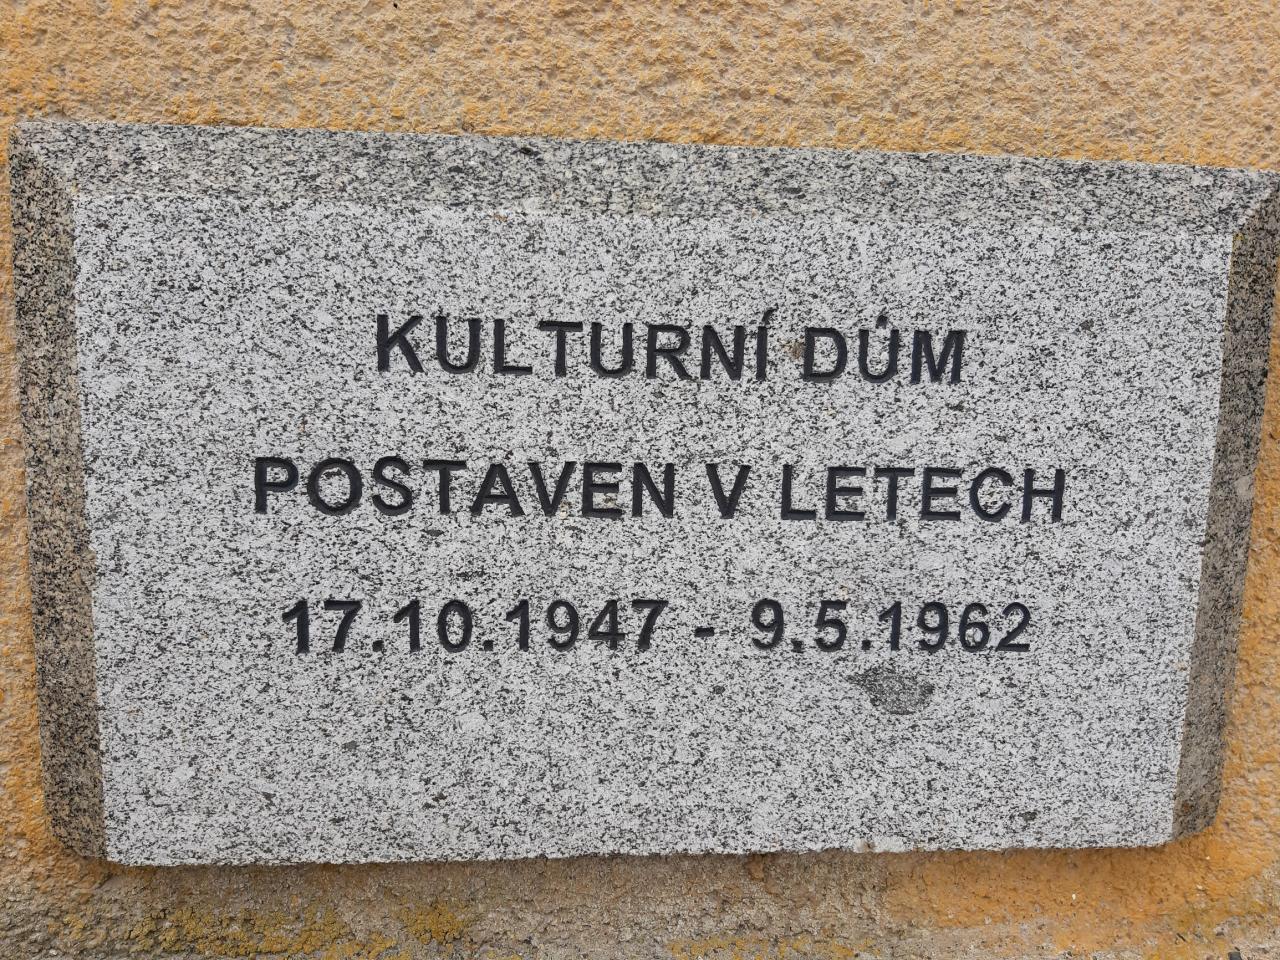 KULTURNÍ DŮM
POSTAVEN V LETECH
17.10.1947 - 9.5.1962